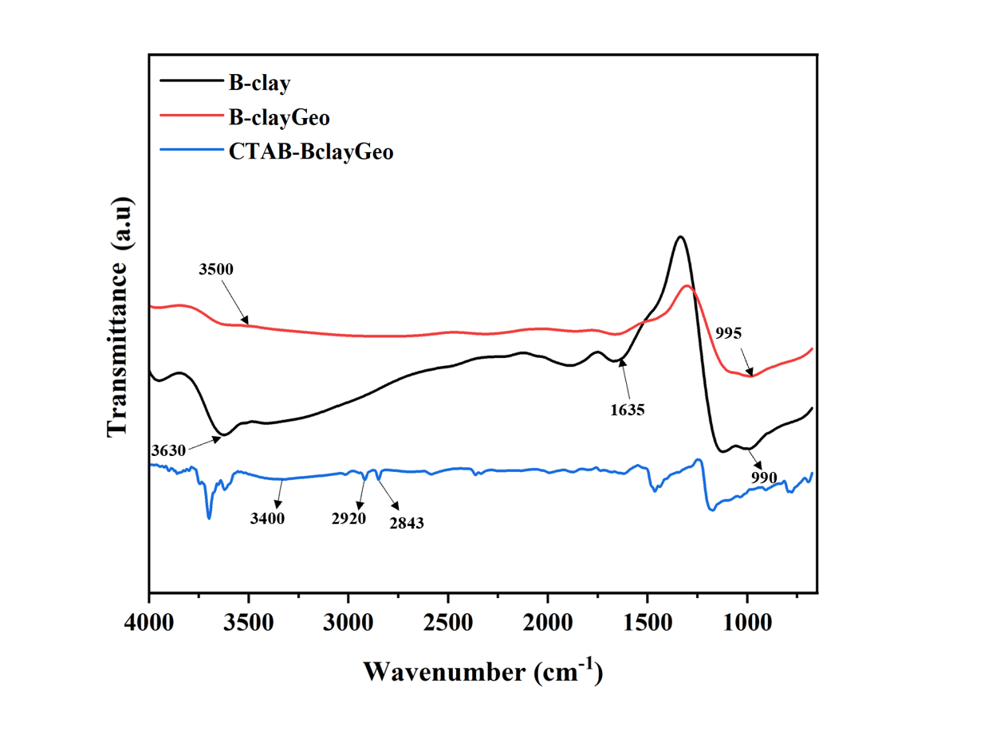 B-clay
B-clayGeo
CTAB-BclayGeo
3500
995
1635
3630
990
3400
2920
2843
Transmittance (a.u)
4000 3500 3000 2500 2000 1500 1000
Wavenumber (cm⁻¹)